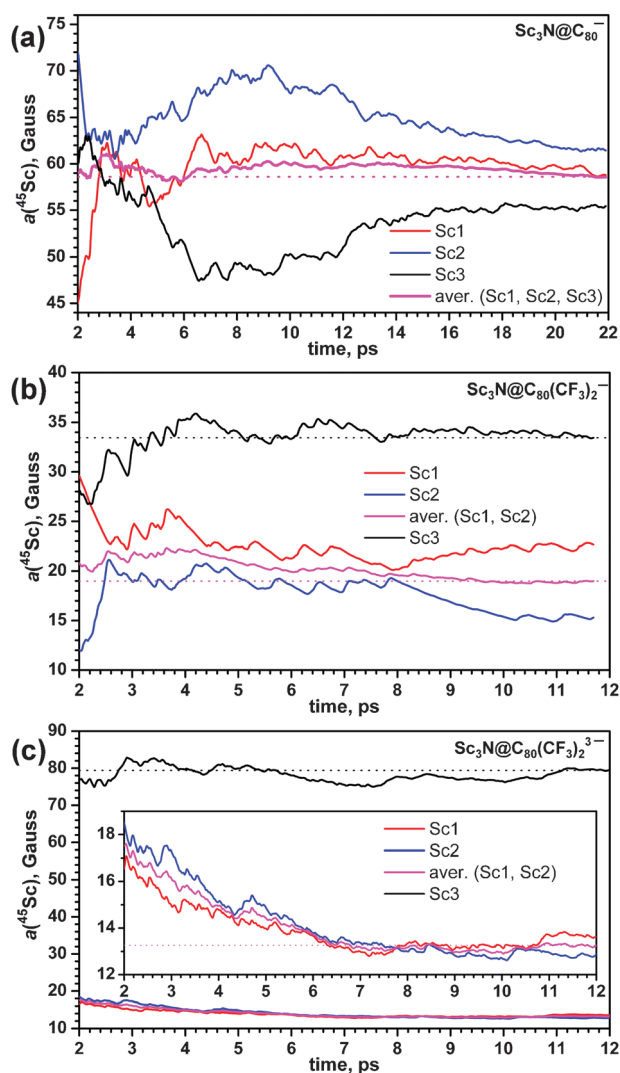 (a)
Sc₃N@C₈₀⁻
a(⁴⁵Sc), Gauss
75
70
65
60
55
50
45
Sc1
Sc2
Sc3
aver. (Sc1, Sc2, Sc3)
2 4 6 8 10 12 14 16 18 20 22
time, ps
(b)
Sc₃N@C₈₀(CF₃)₂⁻
a(⁴⁵Sc), Gauss
40
35
30
25
20
15
10
Sc1
Sc2
aver. (Sc1, Sc2)
Sc3
2 3 4 5 6 7 8 9 10 11 12
time, ps
(c)
Sc₃N@C₈₀(CF₃)₂³⁻
a(⁴⁵Sc), Gauss
90
80
70
60
50
40
30
20
10
18
16
14
12
Sc1
Sc2
aver. (Sc1, Sc2)
Sc3
2 3 4 5 6 7 8 9 10 11 12
2 3 4 5 6 7 8 9 10 11 12
time, ps